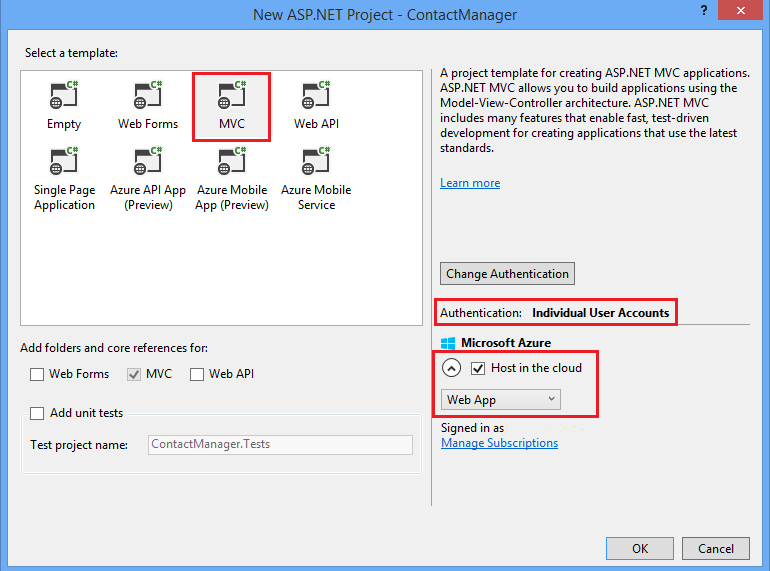 New ASP.NET Project - ContactManager
?
x
Select a template:
C#
C#
C#
C#
Empty
Web Forms
MVC
Web API
C#
C#
C#
C#
Single Page
Application
Azure API App
(Preview)
Azure Mobile
App (Preview)
Azure Mobile
Service
Add folders and core references for:
Web Forms
MVC
Web API
Add unit tests
Test project name:
ContactManager.Tests
A project template for creating ASP.NET MVC applications.
ASP.NET MVC allows you to build applications using the
Model-View-Controller architecture. ASP.NET MVC
includes many features that enable fast, test-driven
development for creating applications that use the latest
standards.
Learn more
Change Authentication
Authentication: Individual User Accounts
Microsoft Azure
Host in the cloud
Web App
Signed in as
Manage Subscriptions
OK
Cancel